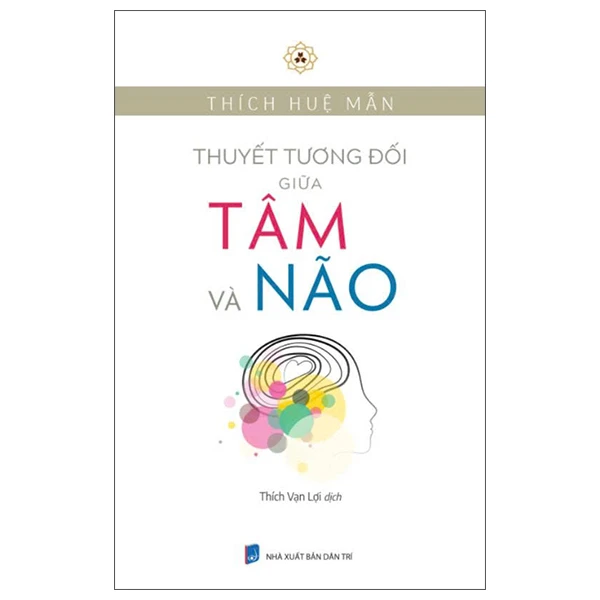 THÍCH HUỆ MẪN
THUYẾT TƯƠNG ĐỐI
GIỮA
TÂM
VÀ NÃO
Thích Vạn Lợi dịch
NHÀ XUẤT BẢN DÂN TRÍ